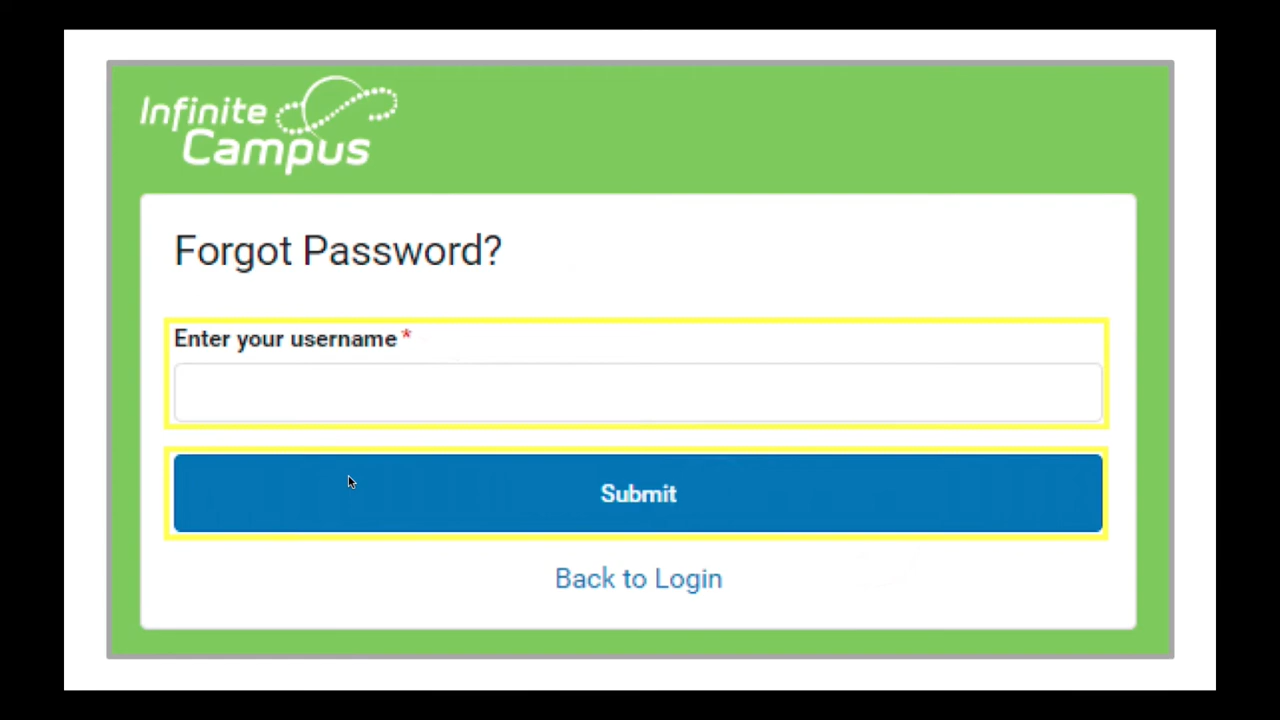 Infinite
Campus
Forgot Password?
Enter your username*
Submit
Back to Login